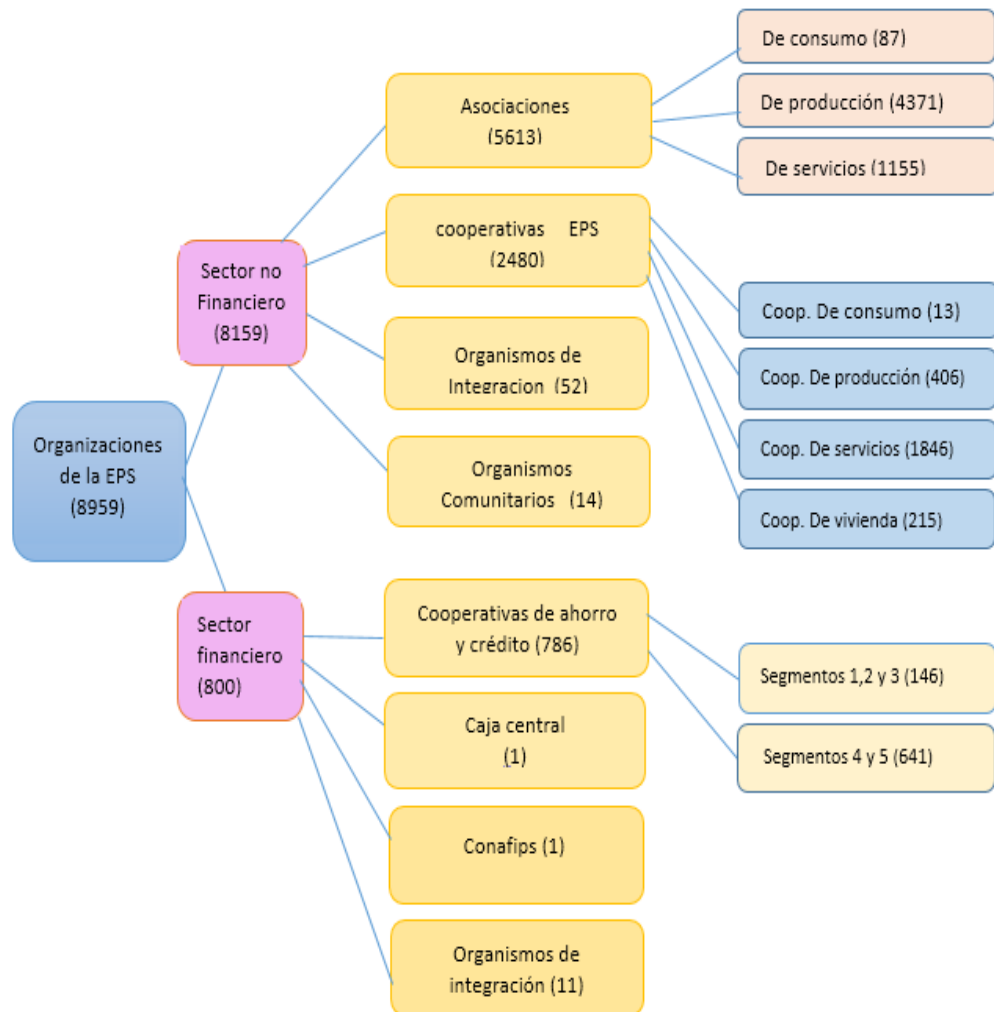 Organizaciones
de la EPS
(8959)
Sector no
Financiero
(8159)
Asociaciones
(5613)
De consumo (87)
De producción (4371)
De servicios (1155)
cooperativas EPS
(2480)
Coop. De consumo (13)
Coop. De producción (406)
Coop. De servicios (1846)
Coop. De vivienda (215)
Organismos de
Integracion (52)
Organismos
Comunitarios (14)
Sector
financiero
(800)
Cooperativas de ahorro
y crédito (786)
Segmentos 1,2 y 3 (146)
Segmentos 4 y 5 (641)
Caja central
(1)
Conafips (1)
Organismos de
integración (11)